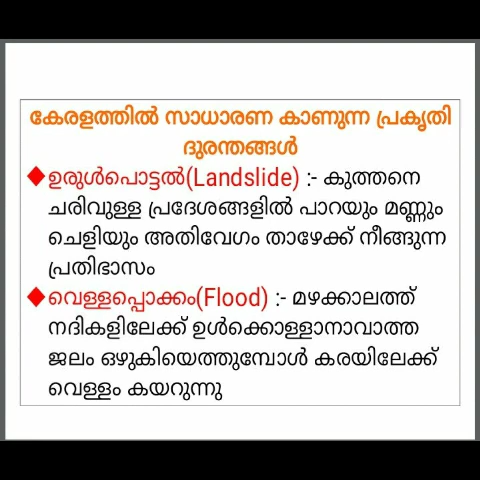 കേരളത്തിൽ സാധാരണ കാണുന്ന പ്രകൃതി
ദുരന്തങ്ങൾ
◆ഉരുൾപൊട്ടൽ(Landslide) :- കുത്തനെ
ചരിവുള്ള പ്രദേശങ്ങളിൽ പാറയും മണ്ണും
ചെളിയും അതിവേഗം താഴേക്ക് നീങ്ങുന്ന
പ്രതിഭാസം
◆വെള്ളപ്പൊക്കം(Flood) :- മഴക്കാലത്ത്
നദികളിലേക്ക് ഉൾക്കൊള്ളാനാവാത്ത
ജലം ഒഴുകിയെത്തുമ്പോൾ കരയിലേക്ക്
വെള്ളം കയറുന്നു